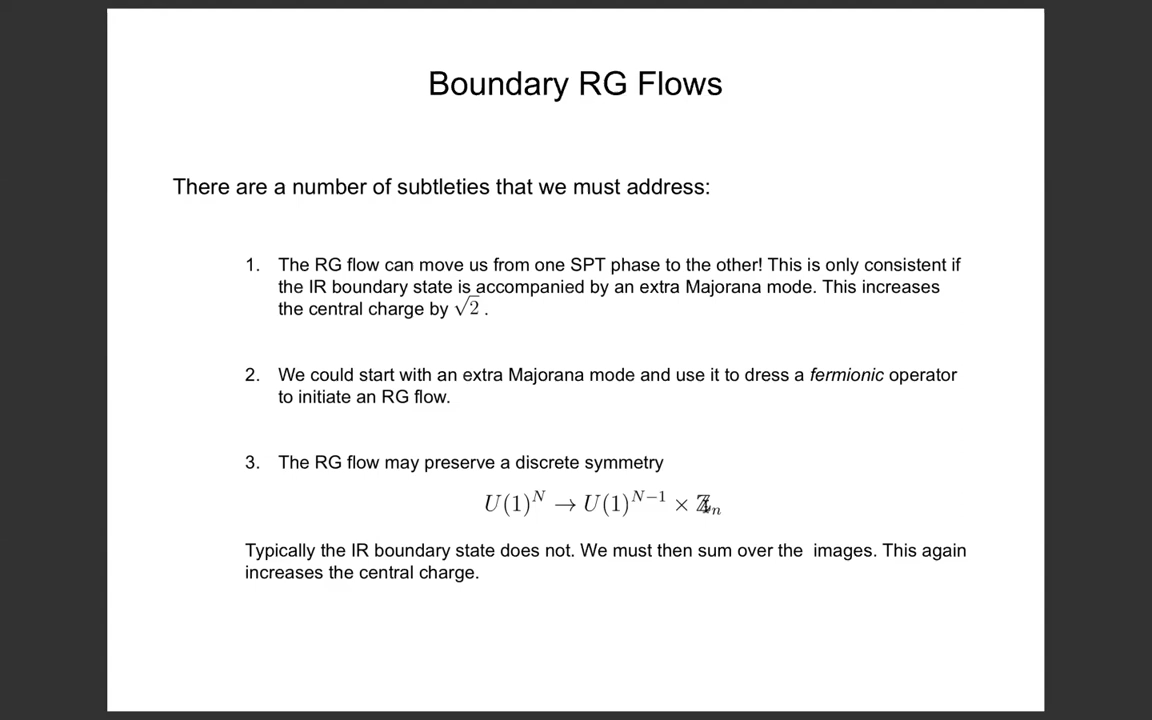 Boundary RG Flows
There are a number of subtleties that we must address:
1. The RG flow can move us from one SPT phase to the other! This is only consistent if
the IR boundary state is accompanied by an extra Majorana mode. This increases
the central charge by √2 .
2. We could start with an extra Majorana mode and use it to dress a fermionic operator
to initiate an RG flow.
3. The RG flow may preserve a discrete symmetry
U(1)^N → U(1)^{N−1} × ℤ_n
Typically the IR boundary state does not. We must then sum over the images. This again
increases the central charge.